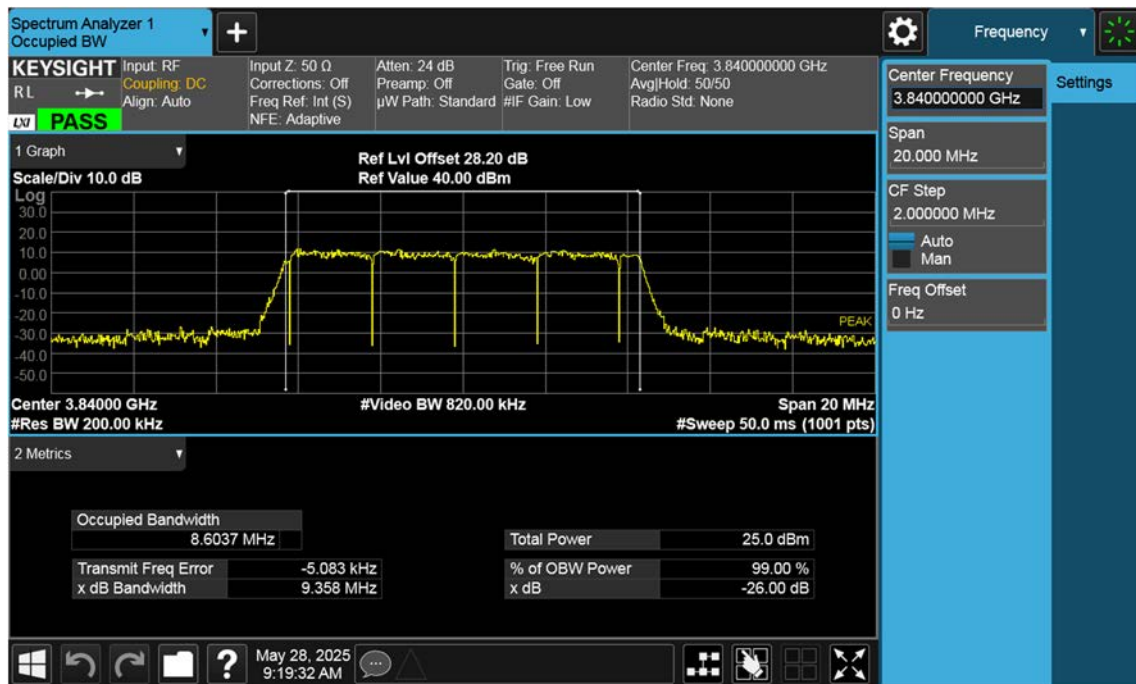 Spectrum Analyzer 1
Occupied BW
Frequency
KEYSIGHT
R L
LXI
PASS
Input: RF
Coupling: DC
Align: Auto
Input Z: 50 Ω
Corrections: Off
Freq Ref: Int (S)
NFE: Adaptive
Atten: 24 dB
Preamp: Off
µW Path: Standard
Trig: Free Run
Gate: Off
#IF Gain: Low
Center Freq: 3.840000000 GHz
Avg|Hold: 50/50
Radio Std: None
Center Frequency
3.840000000 GHz
Settings
Span
20.000 MHz
CF Step
2.000000 MHz
Auto
Man
Freq Offset
0 Hz
1 Graph
Scale/Div 10.0 dB
Ref Lvl Offset 28.20 dB
Ref Value 40.00 dBm
Log
30.0
20.0
10.0
0.00
-10.0
-20.0
-30.0
-40.0
-50.0
PEAK
Center 3.84000 GHz
#Video BW 820.00 kHz
Span 20 MHz
#Res BW 200.00 kHz
#Sweep 50.0 ms (1001 pts)
2 Metrics
Occupied Bandwidth
8.6037 MHz
Total Power 25.0 dBm
Transmit Freq Error -5.083 kHz
% of OBW Power 99.00 %
x dB Bandwidth 9.358 MHz
x dB -26.00 dB
?
May 28, 2025
9:19:32 AM